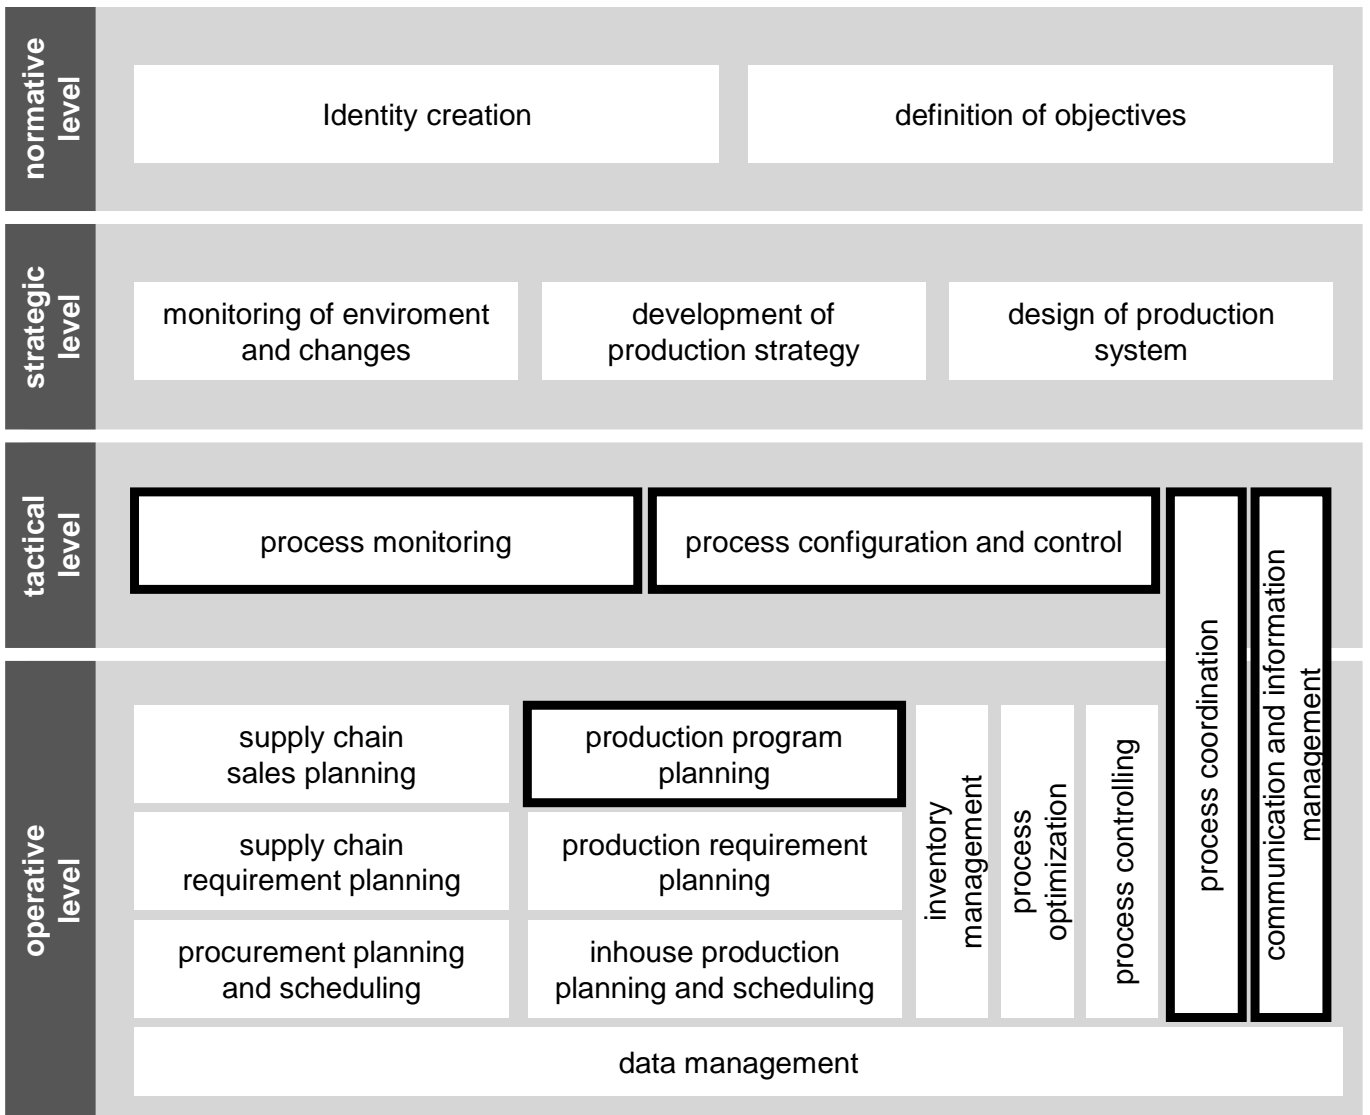 normative
level
Identity creation
definition of objectives
strategic
level
monitoring of enviroment
and changes
development of
production strategy
design of production
system
tactical
level
process monitoring
process configuration and control
process coordination
communication and information
management
operative
level
supply chain
sales planning
production program
planning
supply chain
requirement planning
production requirement
planning
procurement planning
and scheduling
inhouse production
planning and scheduling
inventory
management
process
optimization
process controlling
data management